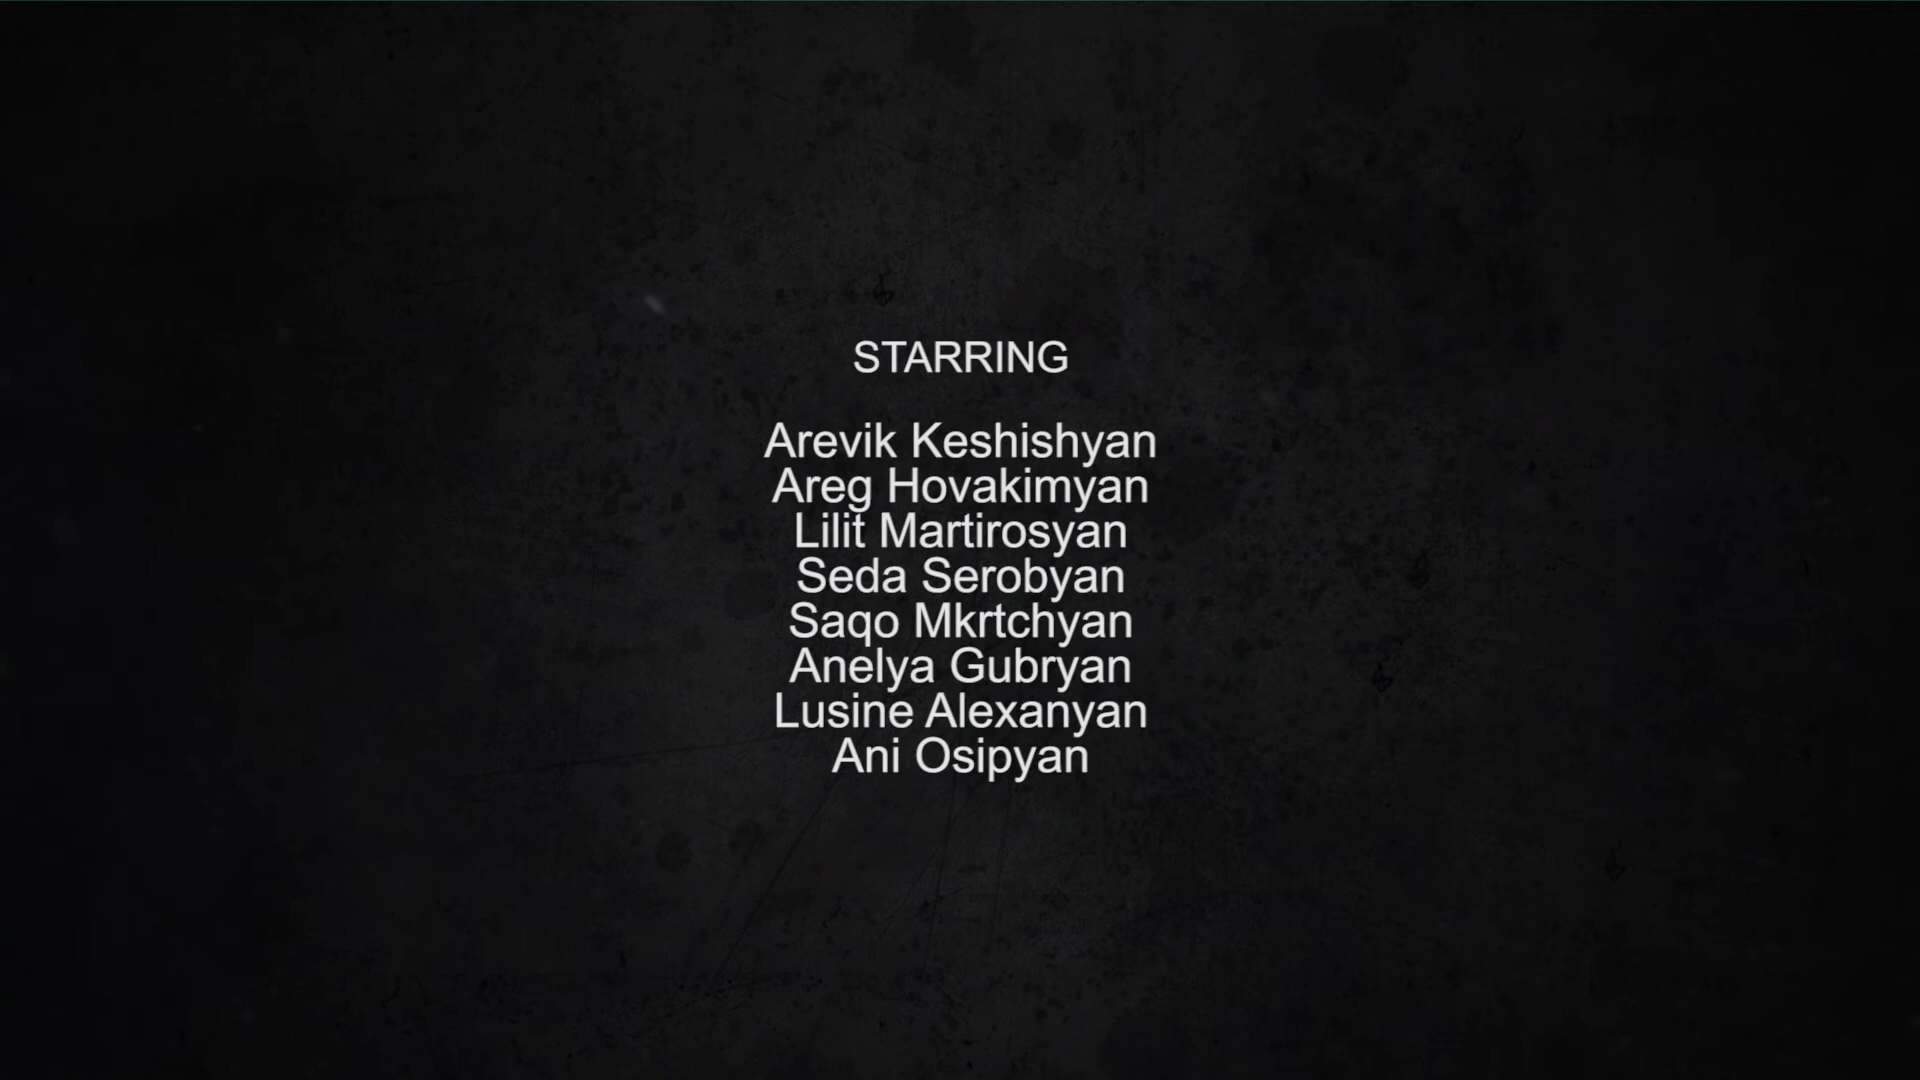 STARRING
Arevik Keshishyan
Areg Hovakimyan
Lilit Martirosyan
Seda Serobyan
Saqo Mkrtchyan
Anelya Gubryan
Lusine Alexanyan
Ani Osipyan